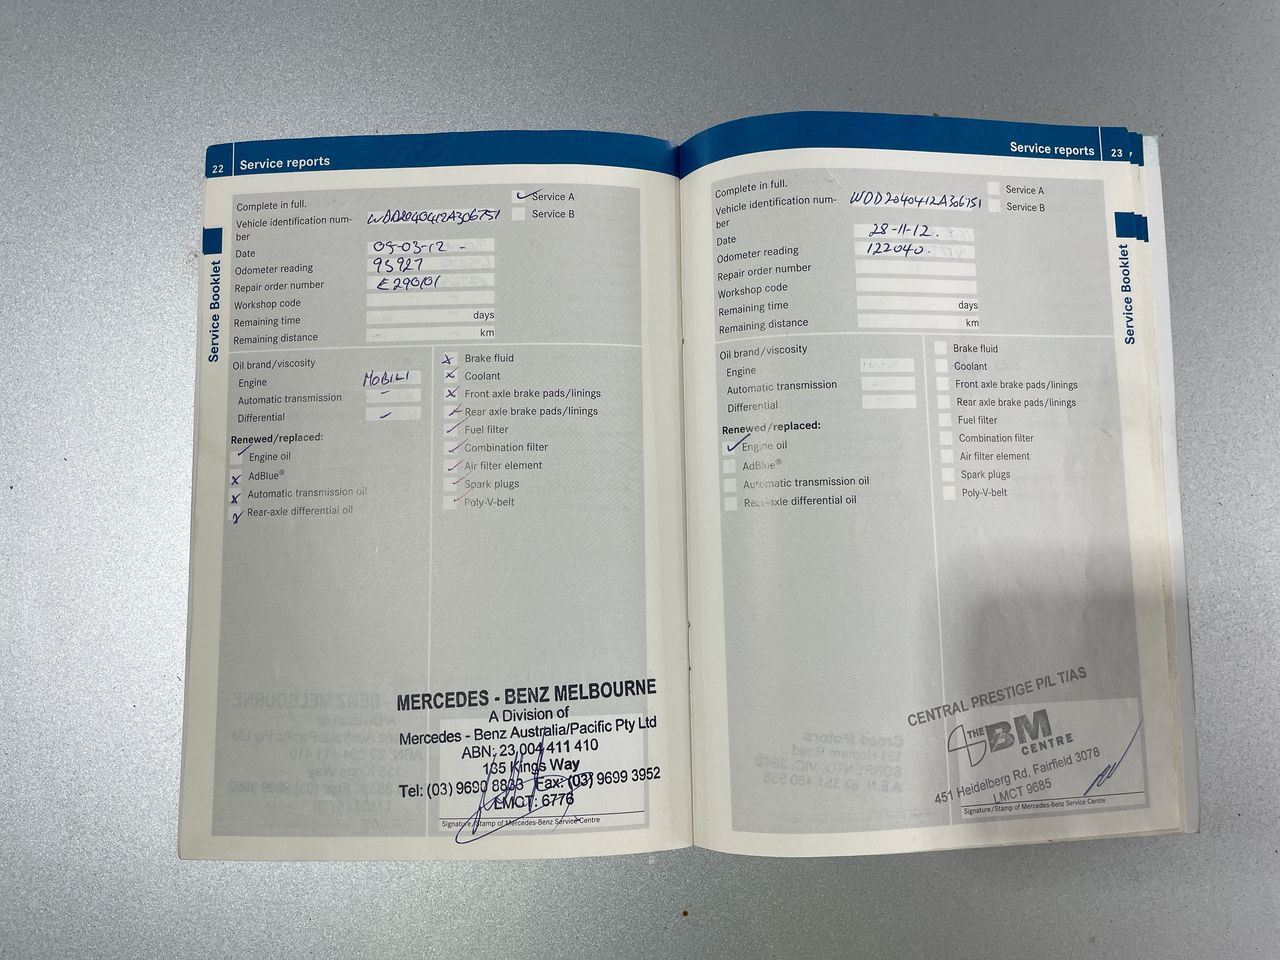 22 Service reports
Complete in full.
Service A
Vehicle identification num-
ber
WDD2040412A306751
Service B
Date 05-03-12 -
Odometer reading 95927
Repair order number E290101
Workshop code
Remaining time days
Remaining distance km
Service Booklet
Oil brand/viscosity
Engine MOBIL1
Automatic transmission -
Differential
Renewed/replaced:
Engine oil
AdBlue®
Automatic transmission oil
Rear-axle differential oil
Brake fluid
Coolant
Front axle brake pads/linings
Rear axle brake pads/linings
Fuel filter
Combination filter
Air filter element
Spark plugs
Poly-V-belt
MERCEDES - BENZ MELBOURNE
A Division of
Mercedes - Benz Australia/Pacific Pty Ltd
ABN: 23 004 411 410
135 Kings Way
Tel: (03) 9690 8833 Fax: (03) 9699 3952
LMCT: 6776
Signature/Stamp of Mercedes-Benz Service Centre
Service reports 23
Complete in full.
Service A
Vehicle identification num-
ber
WDD2040412A306751
Service B
Date 28-11-12.
Odometer reading 122040.
Repair order number
Workshop code
Remaining time days
Remaining distance km
Service Booklet
Oil brand/viscosity
Engine
Automatic transmission
Differential
Renewed/replaced:
Engine oil
AdBlue®
Automatic transmission oil
Rear-axle differential oil
Brake fluid
Coolant
Front axle brake pads/linings
Rear axle brake pads/linings
Fuel filter
Combination filter
Air filter element
Spark plugs
Poly-V-belt
CENTRAL PRESTIGE P/L T/AS
THE BM
CENTRE
451 Heidelberg Rd, Fairfield 3078
LMCT 9685
Signature/Stamp of Mercedes-Benz Service Centre